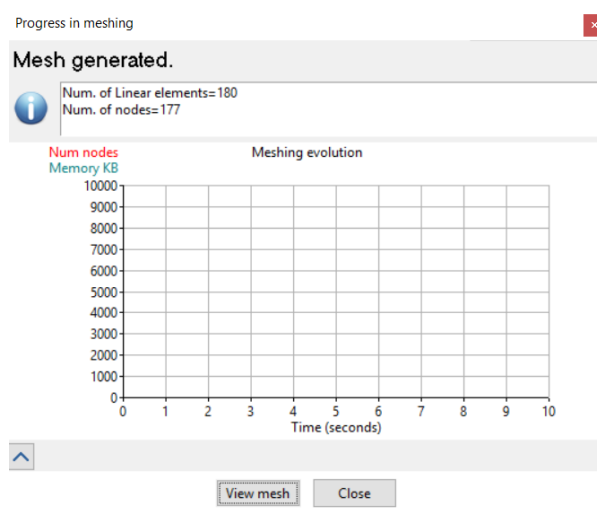 Progress in meshing
x
Mesh generated.
i
Num. of Linear elements=180
Num. of nodes=177
Num nodes
Meshing evolution
Memory KB
10000
9000
8000
7000
6000
5000
4000
3000
2000
1000
0
0 1 2 3 4 5 6 7 8 9 10
Time (seconds)
View mesh Close